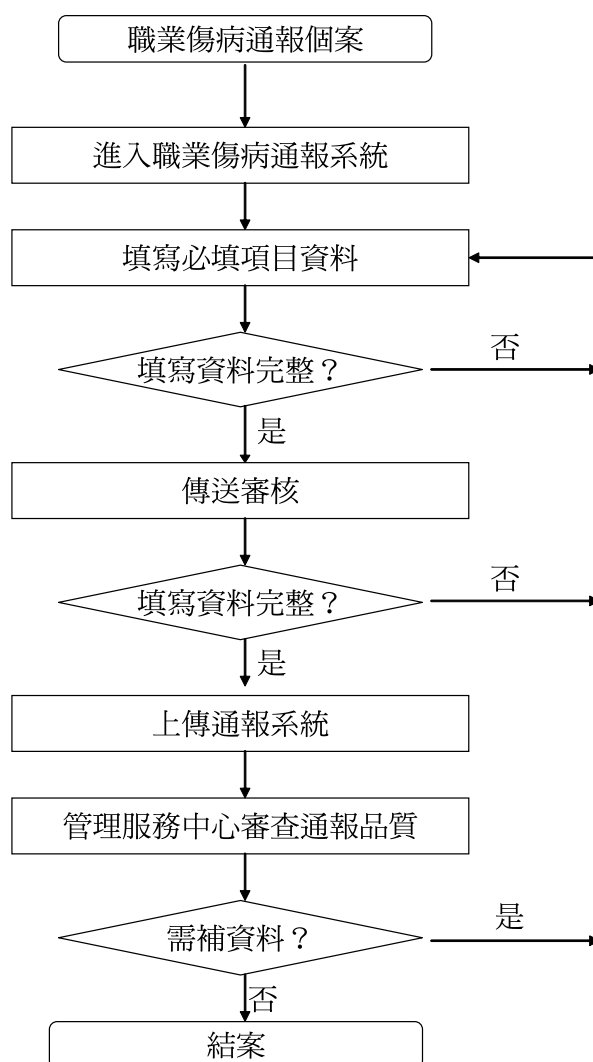 職業傷病通報個案
進入職業傷病通報系統
填寫必填項目資料
填寫資料完整？
否
是
傳送審核
填寫資料完整？
否
是
上傳通報系統
管理服務中心審查通報品質
需補資料？
是
否
結案